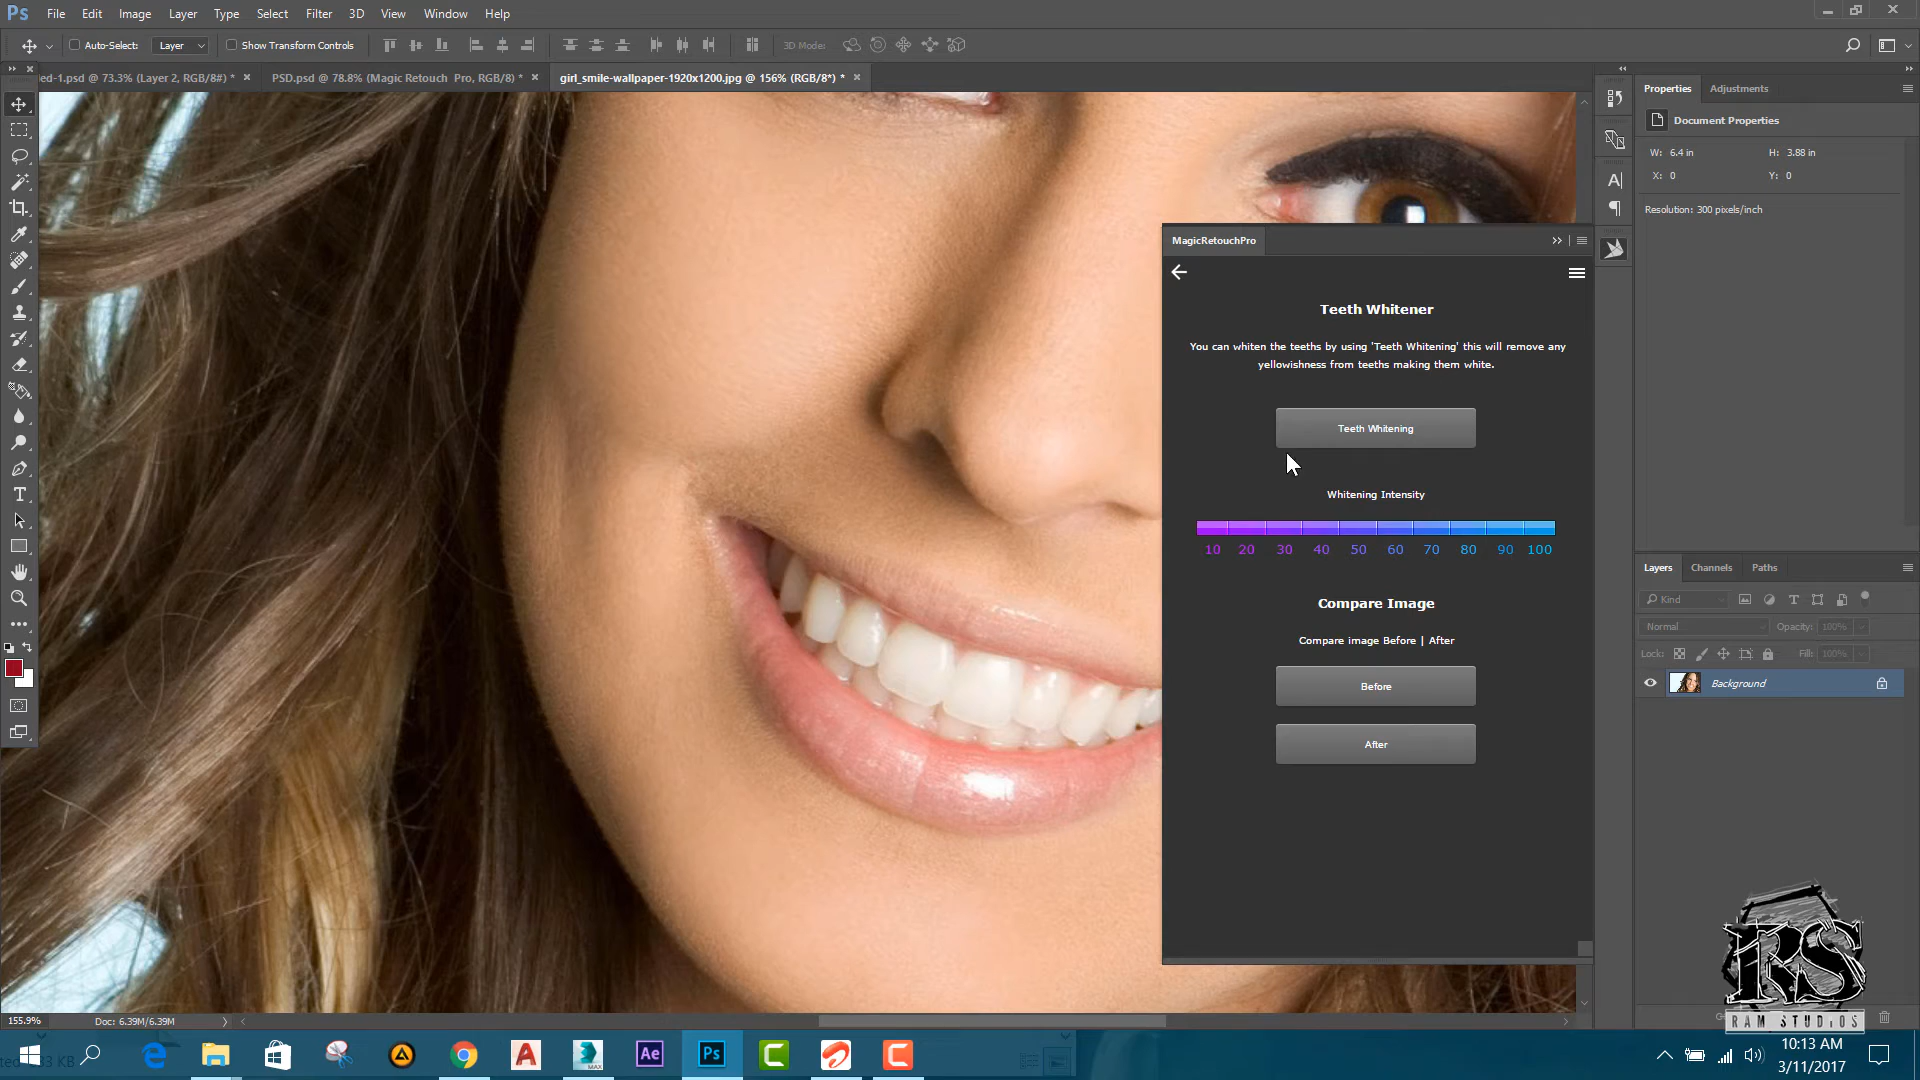 Ps File Edit Image Layer Type Select Filter 3D View Window Help
Auto-Select: Layer Show Transform Controls 3D Mode:
ed-1.psd @ 73.3% (Layer 2, RGB/8#) * PSD.psd @ 78.8% (Magic Retouch Pro, RGB/8) * girl_smile-wallpaper-1920x1200.jpg @ 156% (RGB/8*) *
Properties Adjustments
Document Properties
W: 6.4 in H: 3.88 in
X: 0 Y: 0
Resolution: 300 pixels/inch
MagicRetouchPro
Teeth Whitener
You can whiten the teeths by using 'Teeth Whitening' this will remove any
yellowishness from teeths making them white.
Teeth Whitening
Whitening Intensity
10 20 30 40 50 60 70 80 90 100
Compare Image
Compare image Before | After
Before
After
Layers Channels Paths
Kind
Normal Opacity: 100%
Lock: Fill: 100%
Background
RS
RAM STUDIOS
155.9% Doc: 6.39M/6.39M
KB
MAX Ae Ps
10:13 AM
3/11/2017